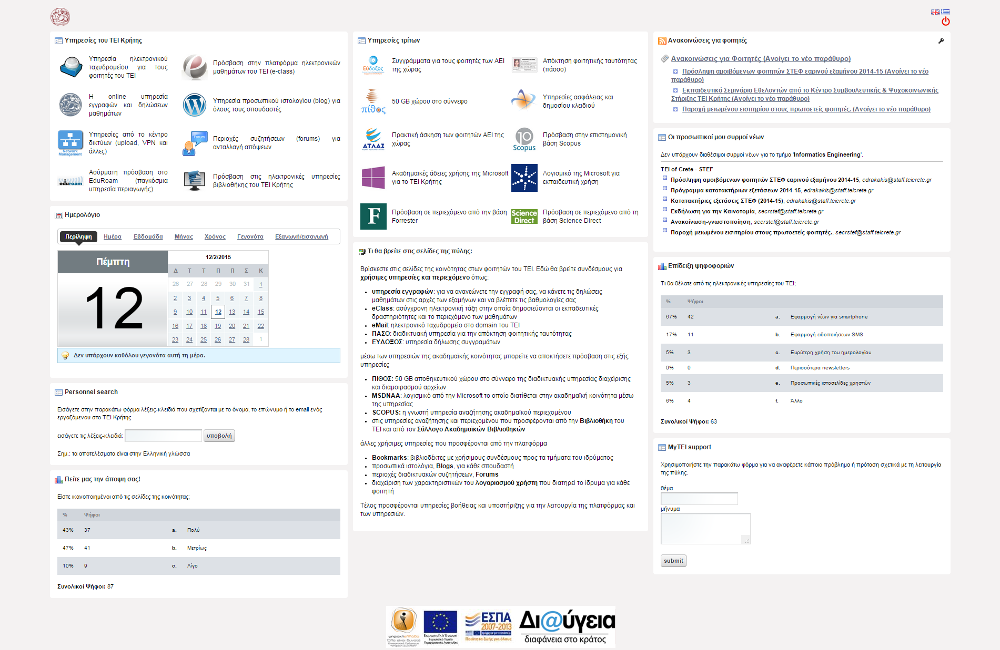 Υπηρεσίες του ΤΕΙ Κρήτης
Υπηρεσία ηλεκτρονικού
ταχυδρομείου για τους
φοιτητές του ΤΕΙ
Πρόσβαση στην πλατφόρμα ηλεκτρονικών
μαθημάτων του ΤΕΙ (e-class)
Η online υπηρεσία
εγγραφών και δηλώσεων
μαθημάτων
Υπηρεσία προσωπικού ιστολογίου (blog) για
όλους τους σπουδαστές
Network
Management
Υπηρεσίες από το κέντρο
δικτύων (upload, VPN και
άλλες)
Forum
Περιοχές συζητήσεων (forums) για
ανταλλαγή απόψεων
eduroam
Ασύρματη πρόσβαση στο
EduRoam (παγκόσμια
υπηρεσία περιαγωγής)
Πρόσβαση στις ηλεκτρονικές υπηρεσίες
βιβλιοθήκης του ΤΕΙ Κρήτης
Ημερολόγιο
Περίληψη Ημέρα Εβδομάδα Μήνας Χρόνος Γεγονότα Εξαγωγή/εισαγωγή
Πέμπτη
12
12/2/2015
Δ Τ Τ Π Π Σ Κ
26 27 28 29 30 31 1
2 3 4 5 6 7 8
9 10 11 12 13 14 15
16 17 18 19 20 21 22
23 24 25 26 27 28 1
Δεν υπάρχουν καθόλου γεγονότα αυτή τη μέρα.
Personnel search
Εισάγετε στην παρακάτω φόρμα λέξεις-κλειδιά που σχετίζονται με το όνομα, το επώνυμο ή το email ενός
εργαζόμενου στο ΤΕΙ Κρήτης
εισάγετε τις λέξεις-κλειδιά: υποβολή
Σημ.: τα αποτελέσματα είναι στην Ελληνική γλώσσα
Πείτε μας την άποψη σας!
Είστε ικανοποιημένοι από τις σελίδες της κοινότητας;
% Ψήφοι
43% 37 a. Πολύ
47% 41 b. Μετρίως
10% 9 c. Λίγο
Συνολικοί Ψήφοι: 87
Υπηρεσίες τρίτων
Εύδοξος
Συγγράμματα για τους φοιτητές των ΑΕΙ
της χώρας
Απόκτηση φοιτητικής ταυτότητας
(πάσσο)
πίθος
50 GB χώρου στο σύννεφο
Υπηρεσίες ασφάλειας και
δημοσίου κλειδιού
ΑΤΛΑΣ
Πρακτική άσκηση των φοιτητών ΑΕΙ της
χώρας
10
Scopus
Πρόσβαση στην επιστημονική
βάση Scopus
Ακαδημαϊκές άδειες χρήσης της Microsoft
για το ΤΕΙ Κρήτης
Λογισμικό της Microsoft για
εκπαιδευτική χρήση
F
Πρόσβαση σε περιεχόμενο από την βάση
Forrester
Science
Direct
Πρόσβαση σε περιεχόμενο από τη
βάση Science Direct
Τι θα βρείτε στις σελίδες της πύλης:
Βρίσκεστε στις σελίδες της κοινότητας στων φοιτητών του ΤΕΙ. Εδώ θα βρείτε συνδέσμους για
χρήσιμες υπηρεσίες και περιεχόμενο όπως:
• υπηρεσία εγγραφών: για να ανανεώνετε την εγγραφή σας, να κάνετε τις δηλώσεις
μαθημάτων στις αρχές των εξαμήνων και να βλέπετε τις βαθμολογίες σας
• eClass: ασύγχρονη ηλεκτρονική τάξη στην οποία δημοσιεύονται οι εκπαδευτικές
δραστηριότητες και το περιεχόμενο των μαθημάτων
• eMail: ηλεκτρονικό ταχυδρομείο στο domain του ΤΕΙ
• ΠΑΣΟ: διαδικτυακή υπηρεσία για την απόκτηση φοιτητικής ταυτότητας
• ΕΥΔΟΞΟΣ: υπηρεσία δήλωσης συγγραμάτων
μέσω των υπηρεσιών της ακαδημαϊκής κοινότητας μπορείτε να αποκτήσετε πρόσβαση στις εξής
υπηρεσίες
• ΠΙΘΟΣ: 50 GB αποθηκευτικού χώρου στο σύννεφο της διαδικτυακής υπηρεσίας διαχείρισης
και διαμοιρασμού αρχείων
• MSDNAA: λογισμικό από την Microsoft το οποίο διατίθεται στην ακαδημαϊκή κοινότητα μέσω
της υπηρεσίας
• SCOPUS: η γνωστή υπηρεσία αναζήτησης ακαδημαϊκού περιεχομένου
• στις υπηρεσίες αναζήτησης και περιεχομένου που προσφέρονται από την Βιβλιοθήκη του
ΤΕΙ και από τον Σύλλογο Ακαδημαϊκών Βιβλιοθηκών
άλλες χρήσιμες υπηρεσίες που προσφέρονται από την πλατφόρμα
• Bookmarks: βιβλιοδέκτες με χρήσιμους συνδέσμους προς τα τμήματα του ιδρύματος
• προσωπικά ιστολόγια, Blogs, για κάθε σπουδαστή
• περιοχές διαδικτυακών συζητήσεων, Forums
• διαχείριση των χαρακτηριστικών του λογαριασμού χρήστη που διατηρεί το ίδρυμα για κάθε
φοιτητή
Τέλος προσφέρονται υπηρεσίες βοήθειας και υποστήριξης για την λειτουργία της πλατφόρμας και
των υπηρεσιών.
Ανακοινώσεις για φοιτητές
Ανακοινώσεις για Φοιτητές (Ανοίγει το νέο παράθυρο)
Πρόσληψη αμοιβόμενων φοιτητών ΣΤΕΦ εαρινού εξαμήνου 2014-15 (Ανοίγει το νέο
παράθυρο)
Εκπαιδευτικά Σεμινάρια Εθελοντών από το Κέντρο Συμβουλευτικής & Ψυχοκοινωνικής
Στήριξης ΤΕΙ Κρήτης (Ανοίγει το νέο παράθυρο)
Παροχή μειωμένου εισιτηρίου στους πρωτοετείς φοιτητές. (Ανοίγει το νέο παράθυρο)
Οι προσωπικοί μου συρμοί νέων
Δεν υπάρχουν διαθέσιμοι συρμοί νέων για το τμήμα 'Informatics Engineering'.
TEI of Crete - STEF
Πρόσληψη αμοιβόμενων φοιτητών ΣΤΕΦ εαρινού εξαμήνου 2014-15, edrakakis@staff.teicrete.gr
Πρόγραμμα κατατακτήριων εξετάσεων 2014-15, edrakakis@staff.teicrete.gr
Κατατακτήριες εξετάσεις ΣΤΕΦ (2014-15), edrakakis@staff.teicrete.gr
Εκδήλωση για την Καινοτομία, secrstef@staff.teicrete.gr
Ανακοίνωση-γνωστοποίηση, secrstef@staff.teicrete.gr
Παροχή μειωμένου εισιτηρίου στους πρωτοετείς φοιτητές., secrstef@staff.teicrete.gr
Επίδειξη ψηφοφοριών
Τι θα θέλατε από τις ηλεκτρονικές υπηρεσίες του ΤΕΙ;
% Ψήφοι
67% 42 a. Εφαρμογή νέων για smartphone
17% 11 b. Εφαρμογή ειδοποιήσεων SMS
5% 3 c. Ευρύτερη χρήση του ημερολογίου
0% 0 d. Περισσότερα newsletters
5% 3 e. Προσωπικές ιστοσελίδες χρηστών
6% 4 f. Άλλο
Συνολικοί Ψήφοι: 63
MyTEI support
Χρησιμοποιήστε την παρακάτω φόρμα για να αναφέρετε κάποιο πρόβλημα ή πρόταση σχετικά με τη λειτουργία
της πύλης.
θέμα
μήνυμα
submit
ψηφιακή ελλάδα
Όλα είναι δυνατά
Ευρωπαϊκή Ένωση
Ευρωπαϊκό Ταμείο
Περιφερειακής Ανάπτυξης
ΕΣΠΑ
2007-2013
Ποιότητα ζωής για όλους
Δι@ύγεια
διαφάνεια στο κράτος